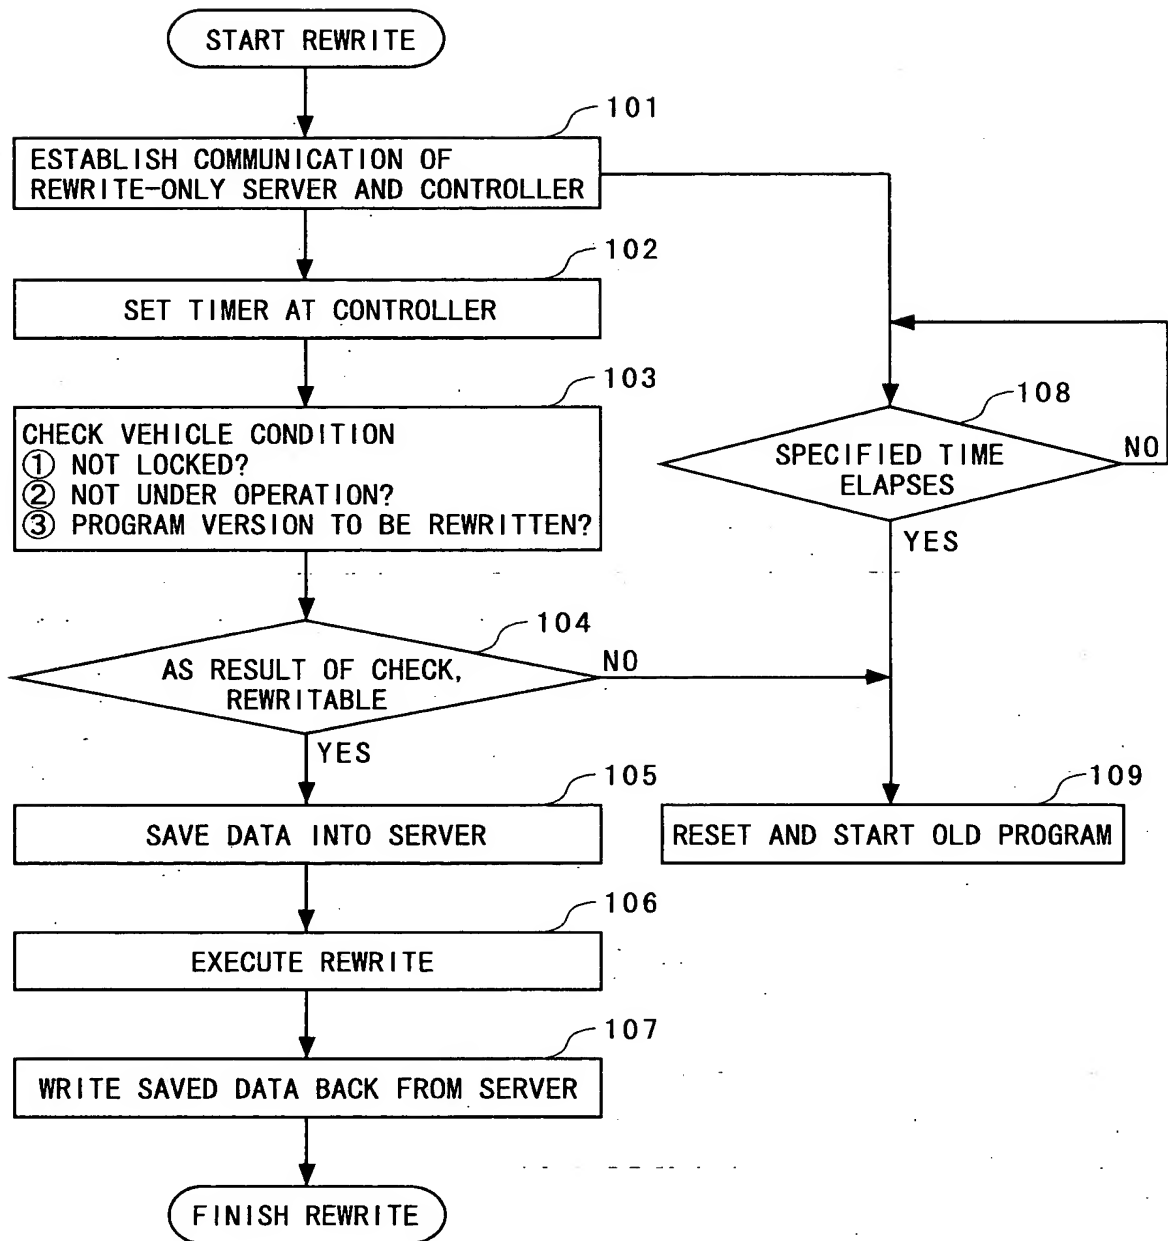 START REWRITE
101
ESTABLISH COMMUNICATION OF
REWRITE-ONLY SERVER AND CONTROLLER
102
SET TIMER AT CONTROLLER
103
CHECK VEHICLE CONDITION
① NOT LOCKED?
② NOT UNDER OPERATION?
③ PROGRAM VERSION TO BE REWRITTEN?
108
SPECIFIED TIME
ELAPSES
NO
YES
104
AS RESULT OF CHECK,
REWRITABLE
NO
YES
105
SAVE DATA INTO SERVER
109
RESET AND START OLD PROGRAM
106
EXECUTE REWRITE
107
WRITE SAVED DATA BACK FROM SERVER
FINISH REWRITE